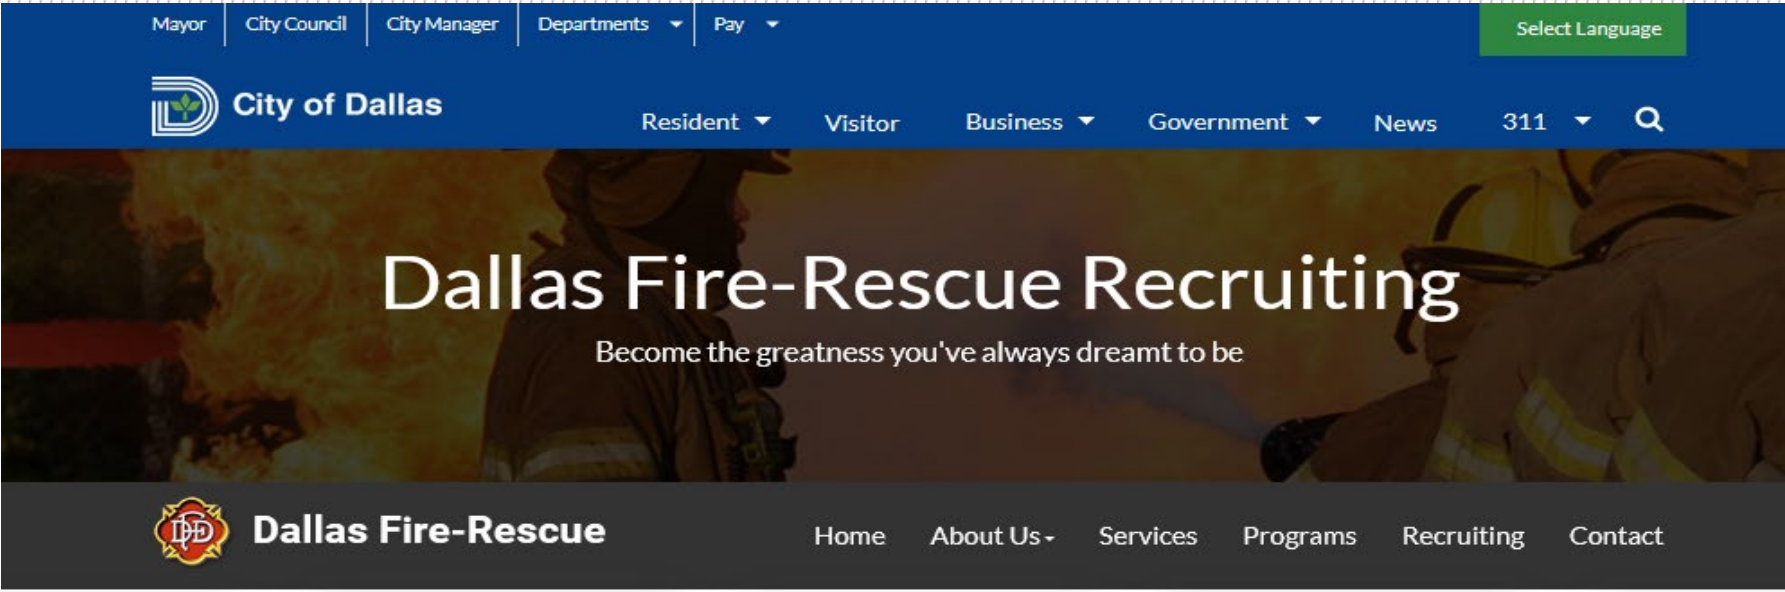 Mayor City Council City Manager Departments Pay Select Language
City of Dallas
Resident Visitor Business Government News 311
Dallas Fire-Rescue Recruiting
Become the greatness you've always dreamt to be
DFD Dallas Fire-Rescue Home About Us Services Programs Recruiting Contact